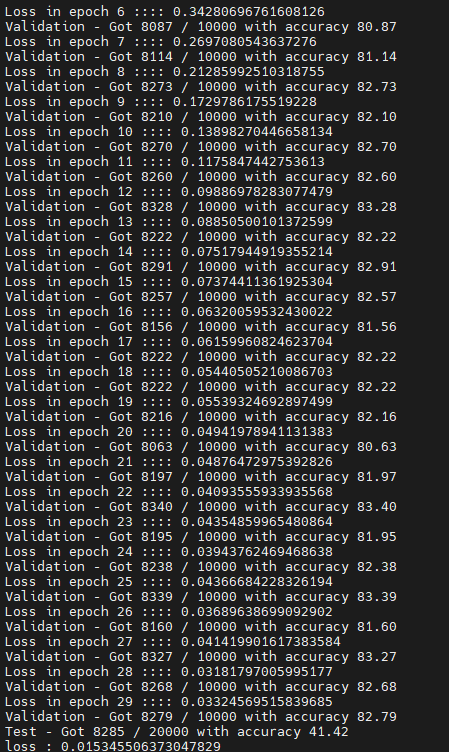 Loss in epoch 6 :::: 0.34280696761608126
Validation - Got 8087 / 10000 with accuracy 80.87
Loss in epoch 7 :::: 0.2697080543637276
Validation - Got 8114 / 10000 with accuracy 81.14
Loss in epoch 8 :::: 0.21285992510318755
Validation - Got 8273 / 10000 with accuracy 82.73
Loss in epoch 9 :::: 0.1729786175519228
Validation - Got 8210 / 10000 with accuracy 82.10
Loss in epoch 10 :::: 0.13898270446658134
Validation - Got 8270 / 10000 with accuracy 82.70
Loss in epoch 11 :::: 0.1175847442753613
Validation - Got 8260 / 10000 with accuracy 82.60
Loss in epoch 12 :::: 0.09886978283077479
Validation - Got 8328 / 10000 with accuracy 83.28
Loss in epoch 13 :::: 0.08850500101372599
Validation - Got 8222 / 10000 with accuracy 82.22
Loss in epoch 14 :::: 0.07517944919355214
Validation - Got 8291 / 10000 with accuracy 82.91
Loss in epoch 15 :::: 0.07374411361925304
Validation - Got 8257 / 10000 with accuracy 82.57
Loss in epoch 16 :::: 0.06320059532430022
Validation - Got 8156 / 10000 with accuracy 81.56
Loss in epoch 17 :::: 0.06159960824623704
Validation - Got 8222 / 10000 with accuracy 82.22
Loss in epoch 18 :::: 0.05440505210086703
Validation - Got 8222 / 10000 with accuracy 82.22
Loss in epoch 19 :::: 0.05539324692897499
Validation - Got 8216 / 10000 with accuracy 82.16
Loss in epoch 20 :::: 0.04941978941131383
Validation - Got 8063 / 10000 with accuracy 80.63
Loss in epoch 21 :::: 0.04876472975392826
Validation - Got 8197 / 10000 with accuracy 81.97
Loss in epoch 22 :::: 0.04093555933935568
Validation - Got 8340 / 10000 with accuracy 83.40
Loss in epoch 23 :::: 0.04354859965480864
Validation - Got 8195 / 10000 with accuracy 81.95
Loss in epoch 24 :::: 0.03943762469468638
Validation - Got 8238 / 10000 with accuracy 82.38
Loss in epoch 25 :::: 0.04366684228326194
Validation - Got 8339 / 10000 with accuracy 83.39
Loss in epoch 26 :::: 0.03689638699092902
Validation - Got 8160 / 10000 with accuracy 81.60
Loss in epoch 27 :::: 0.041419901617383584
Validation - Got 8327 / 10000 with accuracy 83.27
Loss in epoch 28 :::: 0.03181797005995177
Validation - Got 8268 / 10000 with accuracy 82.68
Loss in epoch 29 :::: 0.03324569515839685
Validation - Got 8279 / 10000 with accuracy 82.79
Test - Got 8285 / 20000 with accuracy 41.42
loss : 0.015345506373047829